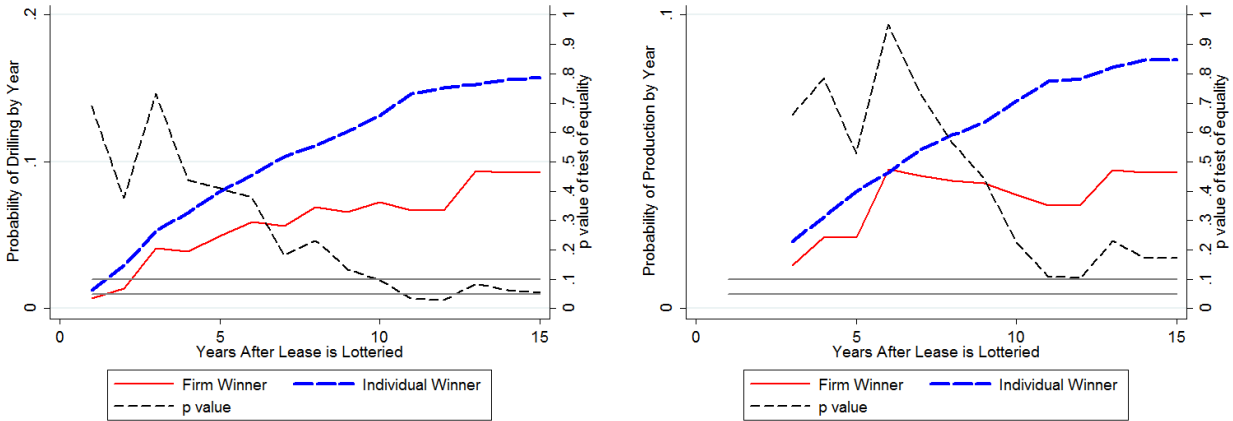 Probability of Drilling by Year
.2
.1
0
1
.9
.8
.7
.6
.5
.4
.3
.2
.1
0
p value of test of equality
0
5
10
15
Years After Lease is Lotteried
Firm Winner
Individual Winner
p value
Probability of Production by Year
.1
0
1
.9
.8
.7
.6
.5
.4
.3
.2
.1
0
p value of test of equality
0
5
10
15
Years After Lease is Lotteried
Firm Winner
Individual Winner
p value